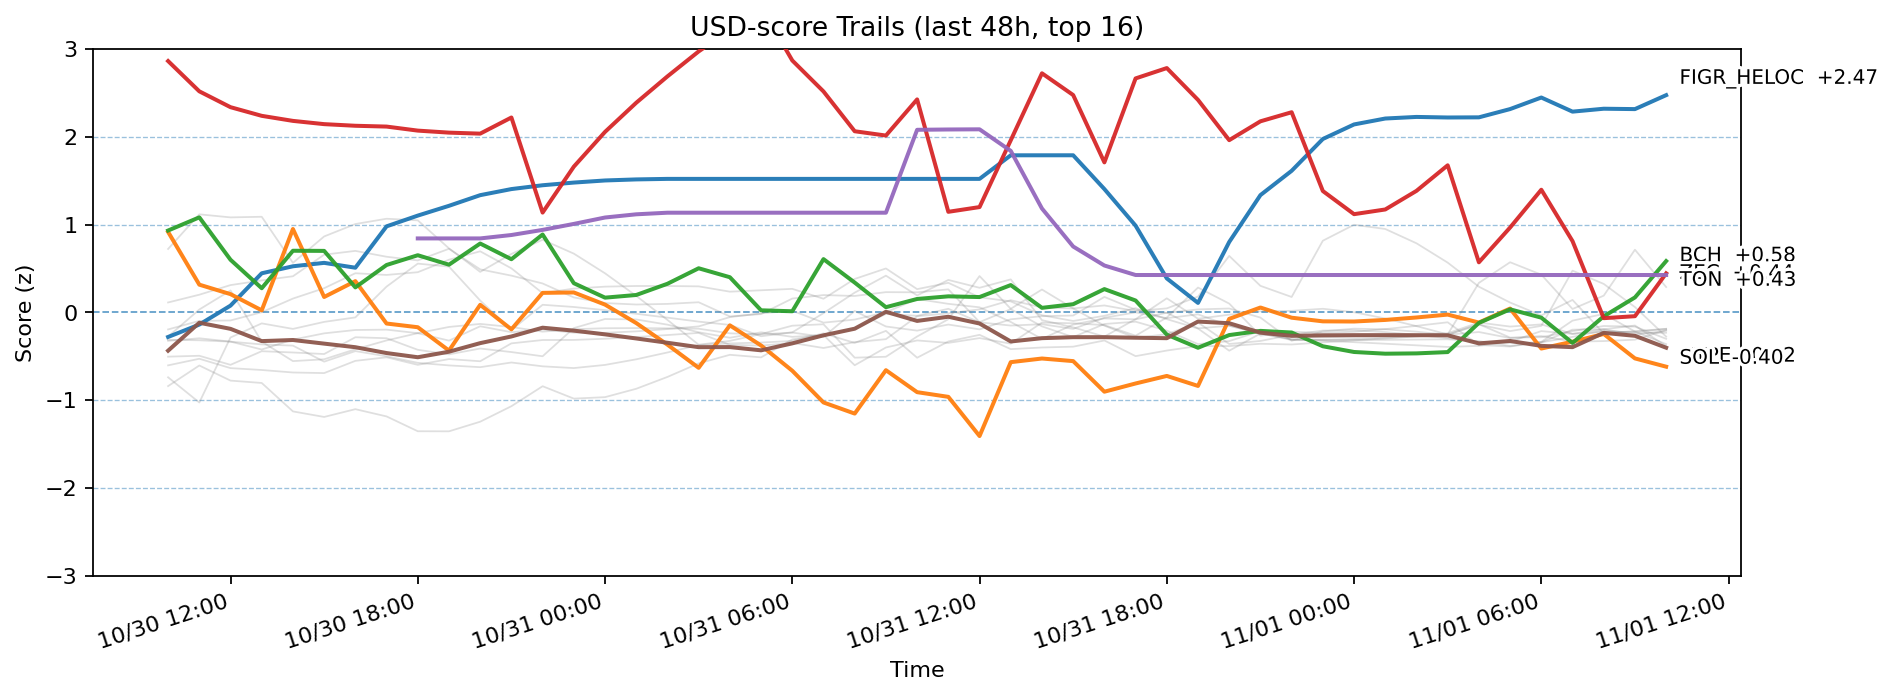 USD-score Trails (last 48h, top 16)
Score (z)
3
2
1
0
−1
−2
−3
FIGR_HELOC +2.47
BCH +0.58
TON +0.43
SOL
10/30 12:00
10/30 18:00
10/31 00:00
10/31 06:00
10/31 12:00
10/31 18:00
11/01 00:00
11/01 06:00
11/01 12:00
Time